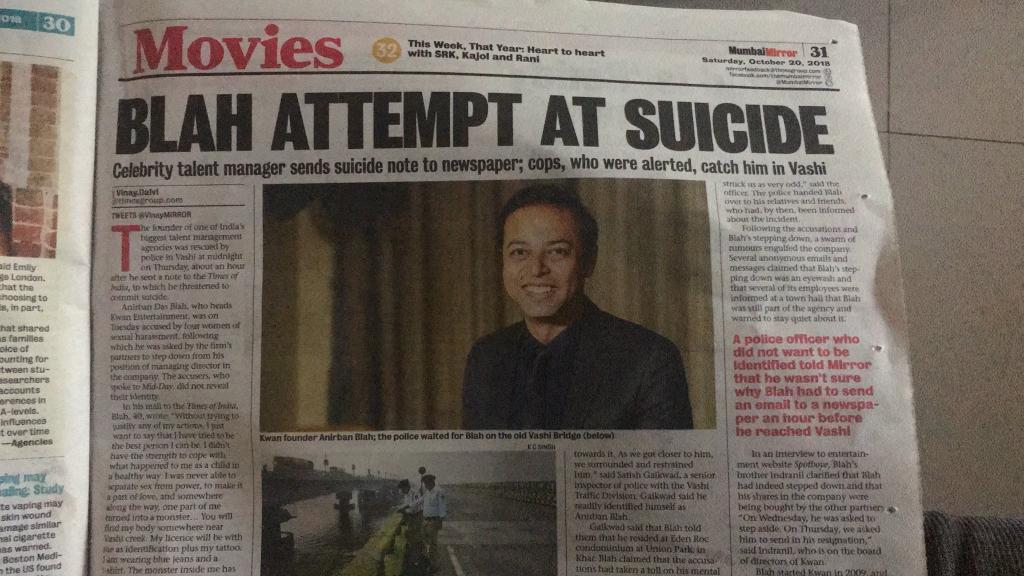 2018 30
Movies
32
This Week, That Year: Heart to heart
with SRK, Kajol and Rani
MumbaiMirror 31
Saturday, October 20, 2018
mirrorfeedback@timesgroup.com
facebook.com/themumbaimirror
@MumbaiMirror
BLAH ATTEMPT AT SUICIDE
Celebrity talent manager sends suicide note to newspaper; cops, who were alerted, catch him in Vashi
Vinay.Dalvi
@timesgroup.com
TWEETS @VinayMIRROR
The founder of one of India's
biggest talent management
agencies was rescued by
police in Vashi at midnight
on Thursday, about an hour
after he sent a note to the Times of
India, in which he threatened to
commit suicide.
Anirban Das Blah, who heads
Kwan Entertainment, was on
Tuesday accused by four women of
sexual harassment, following
which he was asked by the firm's
partners to step down from his
position of managing director in
the company. The accusers, who
spoke to Mid-Day, did not reveal
their identity.
In his mail to the Times of India,
Blah, 40, wrote: "Without trying to
justify any of my actions, I just
want to say that I have tried to be
the best person I can be. I didn't
have the strength to cope with
what happened to me as a child in
a healthy way. I was never able to
separate sex from power, to make it
a part of love, and somewhere
along the way, one part of me
turned into a monster... You will
find my body somewhere near
Vashi creek. My licence will be with
me as identification plus my tattoo.
I am wearing blue jeans and a
t-shirt. The monster inside me has
Kwan founder Anirban Blah; the police waited for Blah on the old Vashi Bridge (below)
K C SINGH
towards it. As we got closer to him,
we surrounded and restrained
him," said Satish Gaikwad, a senior
inspector of police with the Vashi
Traffic Division. Gaikwad said he
readily identified himself as
Anirban Blah.
Gaikwad said that Blah told
them that he resided at Eden Roc
condominium at Union Park, in
Khar. Blah claimed that the accusa-
tions had taken a toll on his mental
struck us as very odd," said the
officer. The police handed Blah
over to his relatives and friends,
who had, by then, been informed
about the incident.
Following the accusations and
Blah's stepping down, a swarm of
rumours engulfed the company.
Several anonymous emails and
messages claimed that Blah's step-
ping down was an eyewash and
that several of its employees were
informed at a town hall that Blah
was still part of the agency and
warned to stay quiet about it.
A police officer who
did not want to be
identified told Mirror
that he wasn't sure
why Blah had to send
an email to a newspa-
per an hour before
he reached Vashi
In an interview to entertain-
ment website Spotboye, Blah's
brother Indranil clarified that Blah
had indeed stepped down and that
his shares in the company were
being bought by the other partners.
"On Wednesday, he was asked to
step aside. On Thursday, we asked
him to send in his resignation,"
said Indranil, who is on the board
of directors of Kwan.
Blah started Kwan in 2009, and
aid Emily
gs London.
that the
choosing to
s, in part,
hat shared
s families
oice of
ounting for
tween stu-
esearchers
accounts
erences in
A-levels.
influences
t over time
—Agencies
ping may
aling: Study
te vaping may
skin wound
amage similar
nal cigarette
has warned.
Boston Medi-
the US found